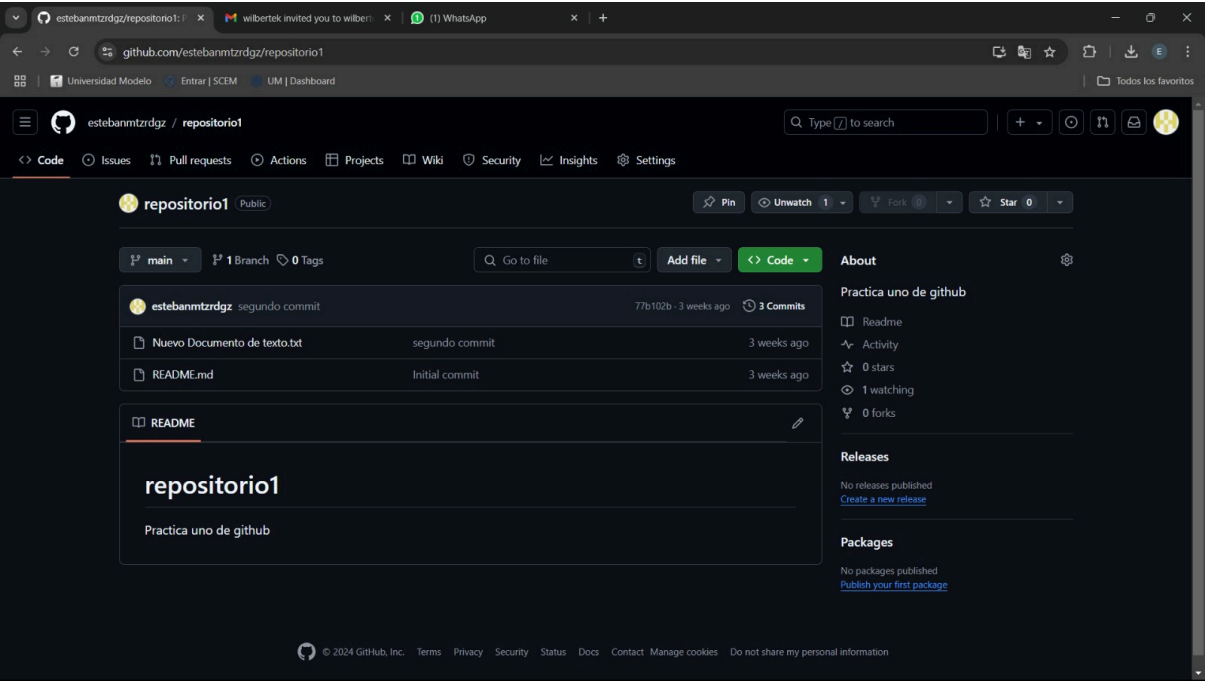 estebanmtzrdgz/repositorio1: P
wilbertek invited you to wilbert
(1) WhatsApp
github.com/estebanmtzrdgz/repositorio1
E
Universidad Modelo
Entrar | SCEM
UM | Dashboard
Todos los favoritos
estebanmtzrdgz / repositorio1
Type / to search
Code
Issues
Pull requests
Actions
Projects
Wiki
Security
Insights
Settings
repositorio1 Public
Pin
Unwatch 1
Fork 0
Star 0
main
1 Branch
0 Tags
Go to file t
Add file
<> Code
About
Practica uno de github
Readme
Activity
0 stars
1 watching
0 forks
estebanmtzrdgz segundo commit 77b102b · 3 weeks ago 3 Commits
Nuevo Documento de texto.txt segundo commit 3 weeks ago
README.md Initial commit 3 weeks ago
README
repositorio1
Practica uno de github
Releases
No releases published
Create a new release
Packages
No packages published
Publish your first package
© 2024 GitHub, Inc. Terms Privacy Security Status Docs Contact Manage cookies Do not share my personal information